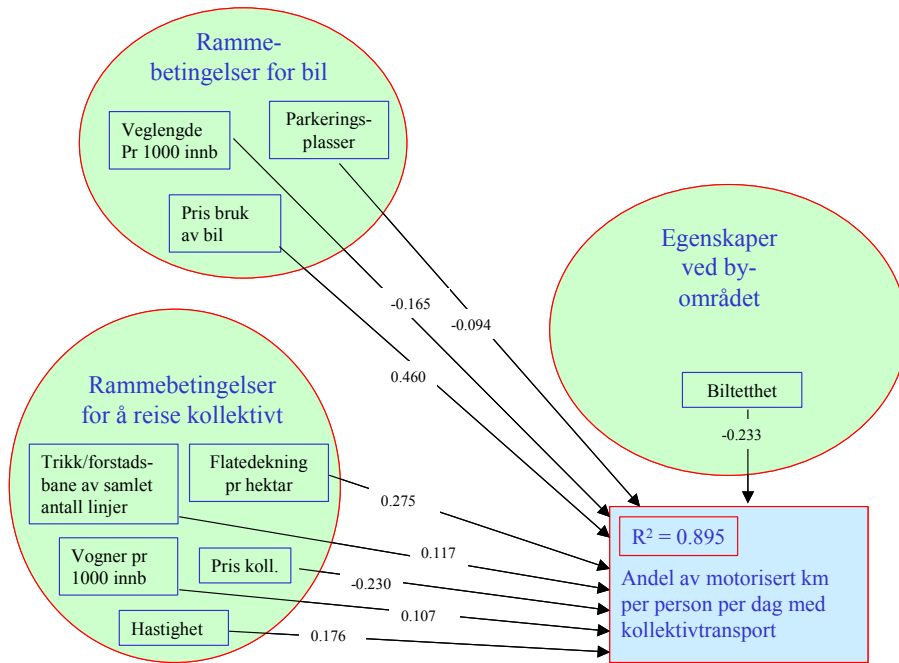 Ramme-
betingelser for bil
Veglengde
Pr 1000 innb
Parkerings-
plasser
Pris bruk
av bil
Egenskaper
ved by-
området
Biltetthet
-0.165
-0.094
0.460
-0.233
Rammebetingelser
for å reise kollektivt
Trikk/forstads-
bane av samlet
antall linjer
Flatedekning
pr hektar
Vogner pr
1000 innb
Pris koll.
Hastighet
0.275
0.117
-0.230
0.107
0.176
R² = 0.895
Andel av motorisert km
per person per dag med
kollektivtransport